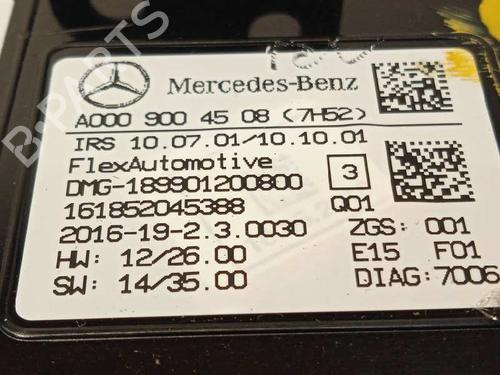 Mercedes-Benz
A000 900 45 08 (7H52)
IRS 10.07.01/10.10.01
FlexAutomotive
DMG-189901200800
3
161852045388 Q01
2016-19-2.3.0030 ZGS: 001
HW: 12/26.00 E15 F01
SW: 14/35.00 DIAG:7006
B-PARTS